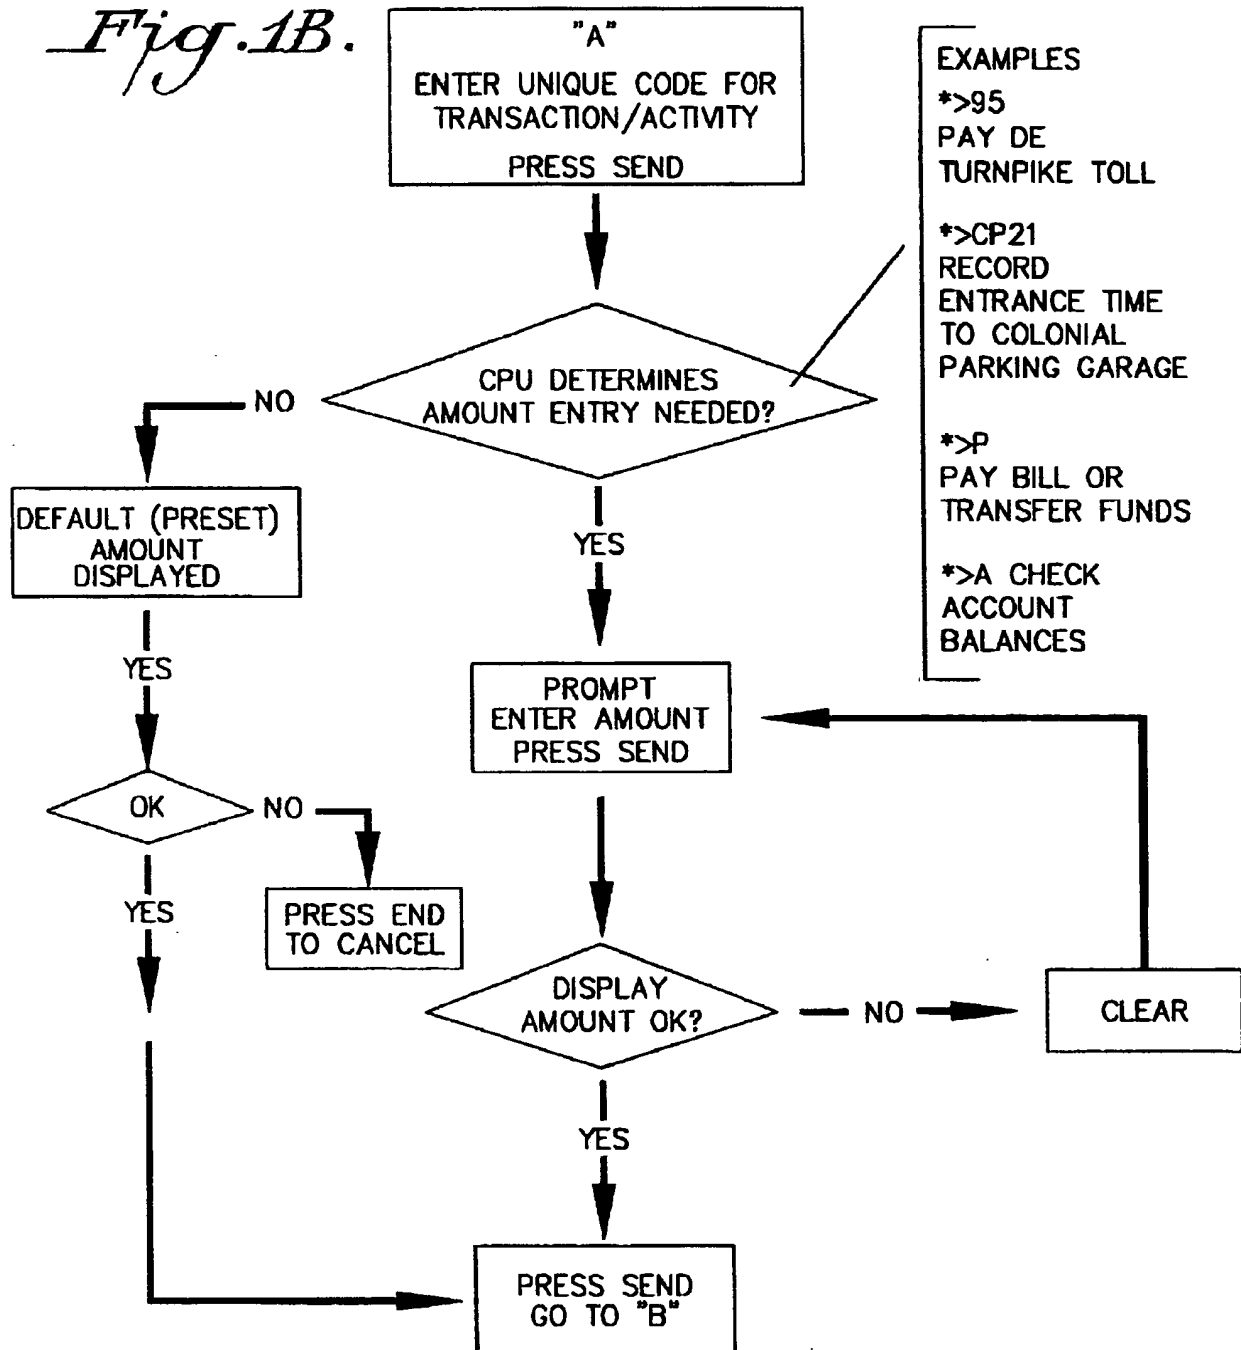 Fig.1B.
"A"
ENTER UNIQUE CODE FOR
TRANSACTION/ACTIVITY
PRESS SEND
EXAMPLES
*>95
PAY DE
TURNPIKE TOLL
*>CP21
RECORD
ENTRANCE TIME
TO COLONIAL
PARKING GARAGE
*>P
PAY BILL OR
TRANSFER FUNDS
*>A CHECK
ACCOUNT
BALANCES
CPU DETERMINES
AMOUNT ENTRY NEEDED?
NO
DEFAULT (PRESET)
AMOUNT
DISPLAYED
YES
YES
PROMPT
ENTER AMOUNT
PRESS SEND
OK
NO
YES
PRESS END
TO CANCEL
DISPLAY
AMOUNT OK?
NO
CLEAR
YES
PRESS SEND
GO TO "B"